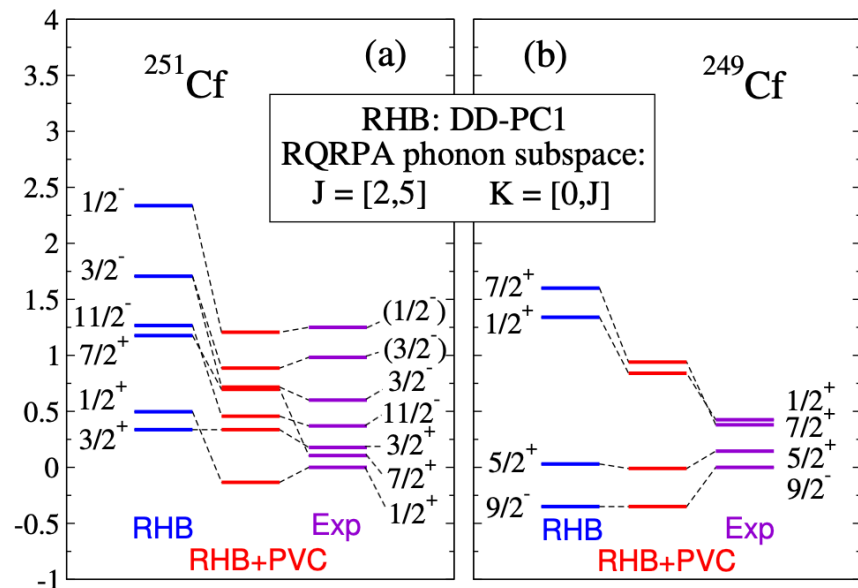 4
3.5
3
2.5
2
1.5
1
0.5
0
-0.5
-1
²⁵¹Cf
(a)
(b)
²⁴⁹Cf
RHB: DD-PC1
RQRPA phonon subspace:
J = [2,5] K = [0,J]
1/2⁻
3/2⁻
11/2⁻
7/2⁺
1/2⁺
3/2⁺
(1/2⁻)
(3/2⁻)
3/2⁻
11/2⁻
3/2⁺
7/2⁺
1/2⁺
RHB
Exp
RHB+PVC
7/2⁺
1/2⁺
5/2⁺
9/2⁻
1/2⁺
7/2⁺
5/2⁺
9/2⁻
RHB
Exp
RHB+PVC